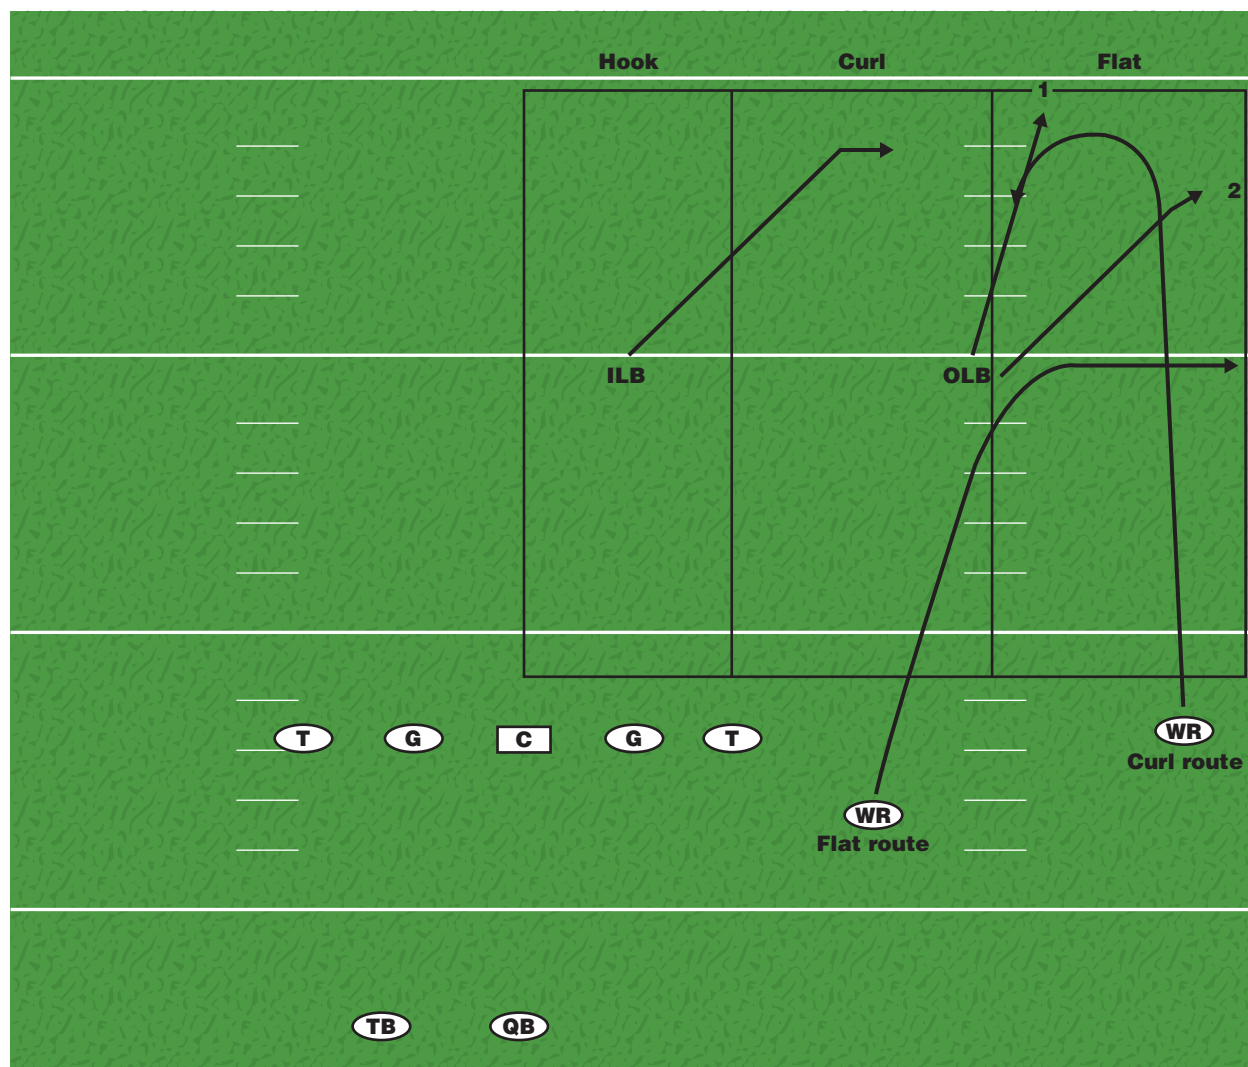 Hook Curl Flat
1
2
ILB OLB
T G C G T WR
Curl route
WR
Flat route
TB QB